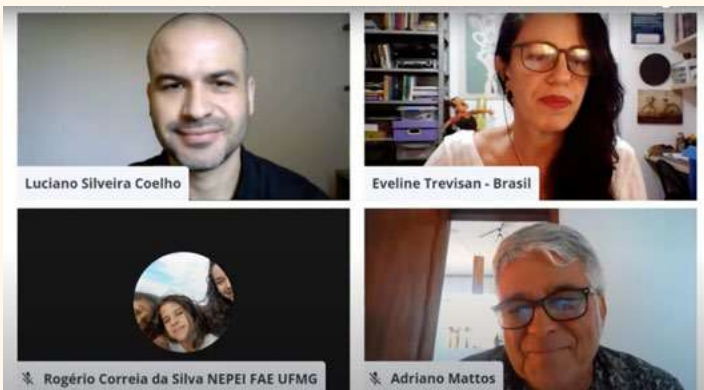 Luciano Silveira Coelho
Eveline Trevisan - Brasil
Rogério Correia da Silva NEPEI FAE UFMG
Adriano Mattos